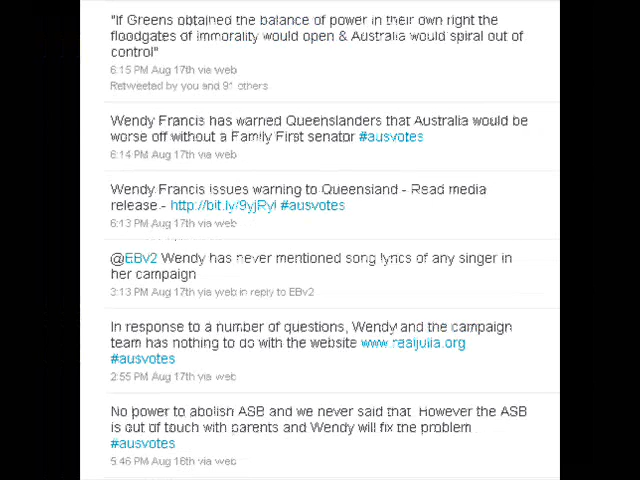 "If Greens obtained the balance of power in their own right the
floodgates of immorality would open & Australia would spiral out of
control"
6:15 PM Aug 17th via web
Retweeted by you and 91 others
Wendy Francis has warned Queenslanders that Australia would be
worse off without a Family First senator #ausvotes
6:14 PM Aug 17th via web
Wendy Francis issues warning to Queensland - Read media
release - http://bit.ly/9yjRyl #ausvotes
6:13 PM Aug 17th via web
@EBv2 Wendy has never mentioned song lyrics of any singer in
her campaign
3:13 PM Aug 17th via web in reply to EBv2
In response to a number of questions, Wendy and the campaign
team has nothing to do with the website www.realjulia.org
#ausvotes
2:55 PM Aug 17th via web
No power to abolish ASB and we never said that. However the ASB
is out of touch with parents and Wendy will fix the problem
#ausvotes
5:46 PM Aug 16th via web